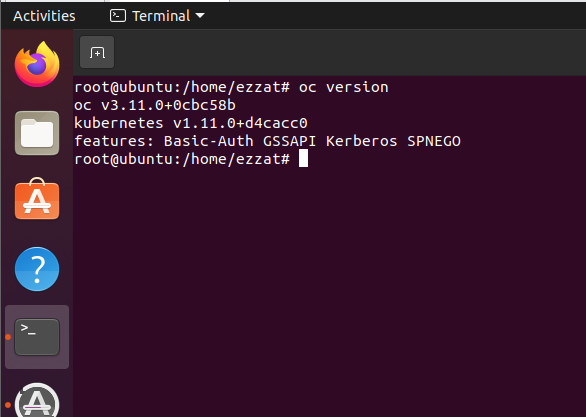 Activities
Terminal
root@ubuntu:/home/ezzat# oc version
oc v3.11.0+0cbc58b
kubernetes v1.11.0+d4cacc0
features: Basic-Auth GSSAPI Kerberos SPNEGO
root@ubuntu:/home/ezzat#